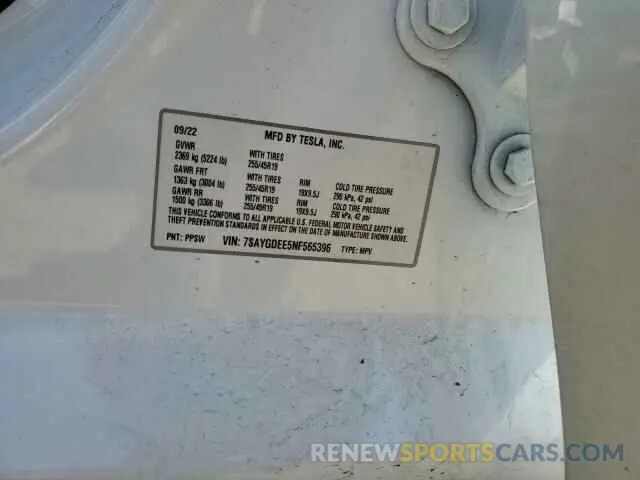 09/22 MFD BY TESLA, INC.
GVWR
2369 kg (5224 lb) WITH TIRES 255/45R19
GAWR FRT
1363 kg (3004 lb) WITH TIRES 255/45R19 RIM 19X9.5J COLD TIRE PRESSURE 290 kPa, 42 psi
GAWR RR
1500 kg (3306 lb) WITH TIRES 255/45R19 RIM 19X9.5J COLD TIRE PRESSURE 290 kPa, 42 psi
THIS VEHICLE CONFORMS TO ALL APPLICABLE U.S. FEDERAL MOTOR VEHICLE SAFETY AND
THEFT PREVENTION STANDARDS IN EFFECT ON THE DATE OF MANUFACTURE SHOWN ABOVE.
PNT: PPSW VIN: 7SAYGDEE5NF565396 TYPE: MPV
RENEWSPORTSCARS.COM